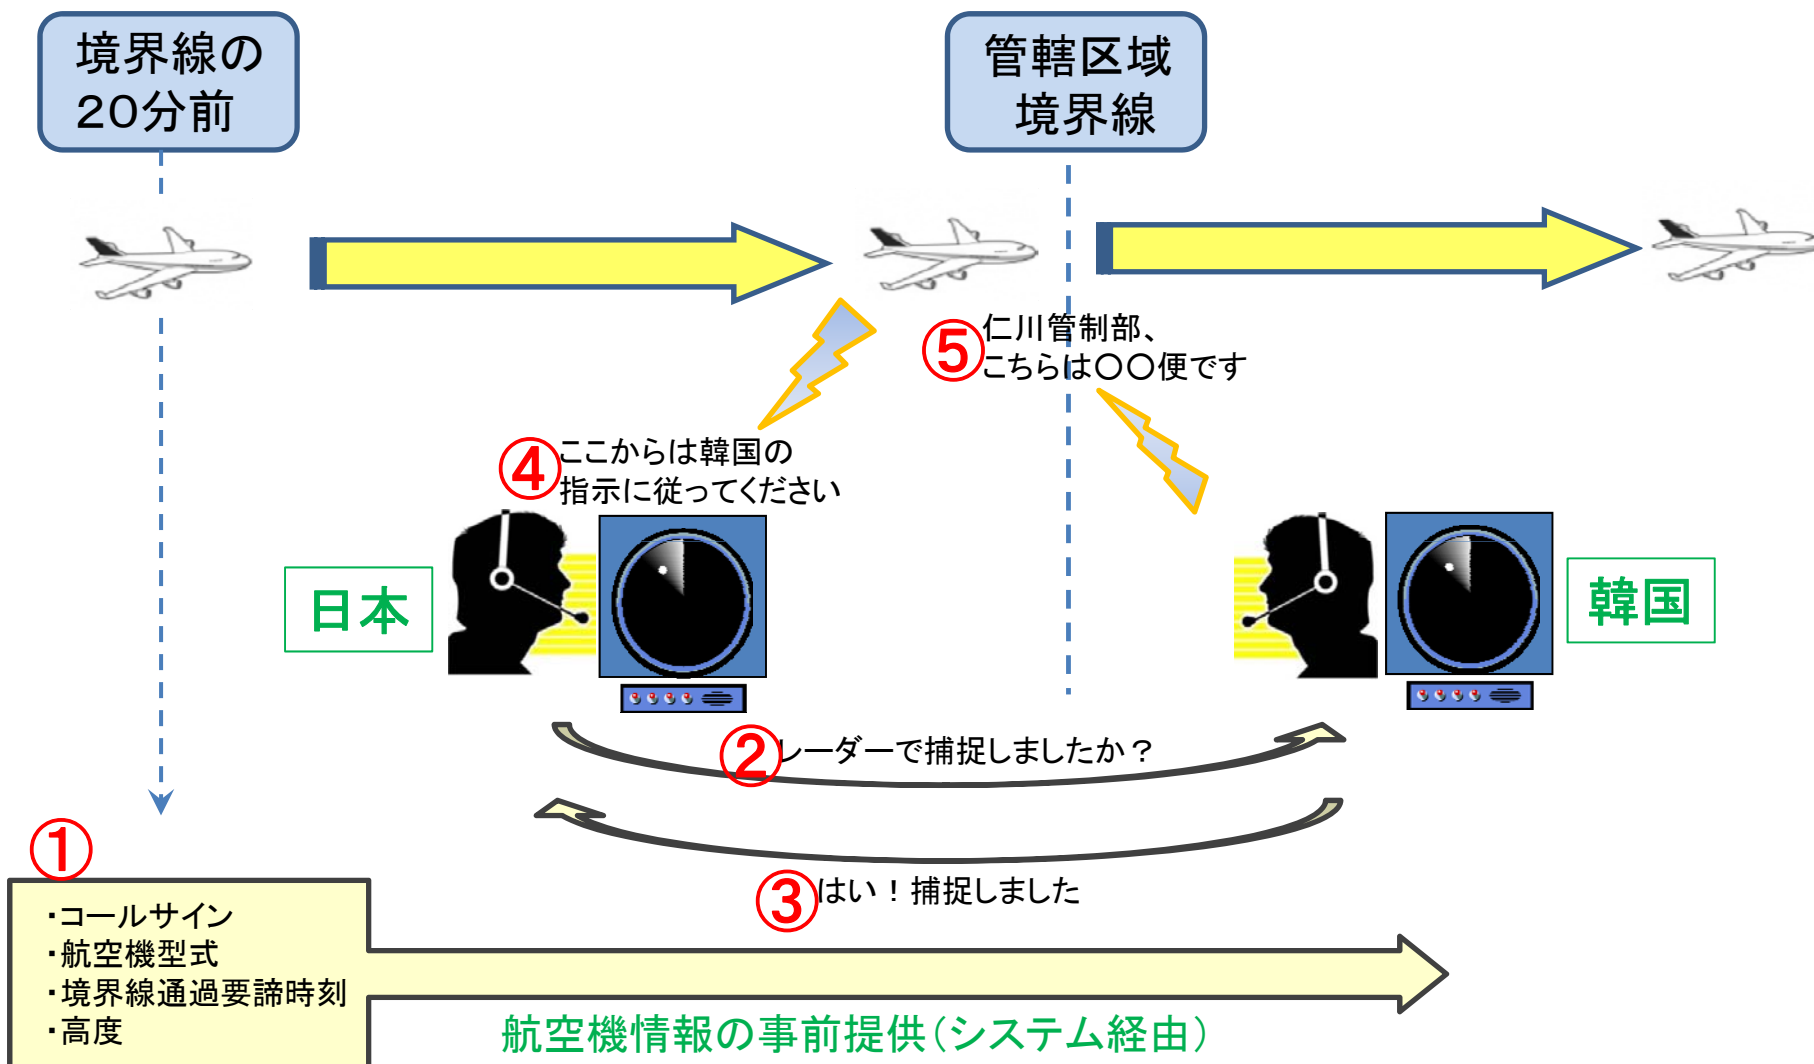 境界線の
20分前
管轄区域
境界線
⑤
仁川管制部、
こちらは〇〇便です
④
ここからは韓国の
指示に従ってください
日本
韓国
②
レーダーで捕捉しましたか？
③
はい！捕捉しました
①
・コールサイン
・航空機型式
・境界線通過要諦時刻
・高度
航空機情報の事前提供（システム経由）